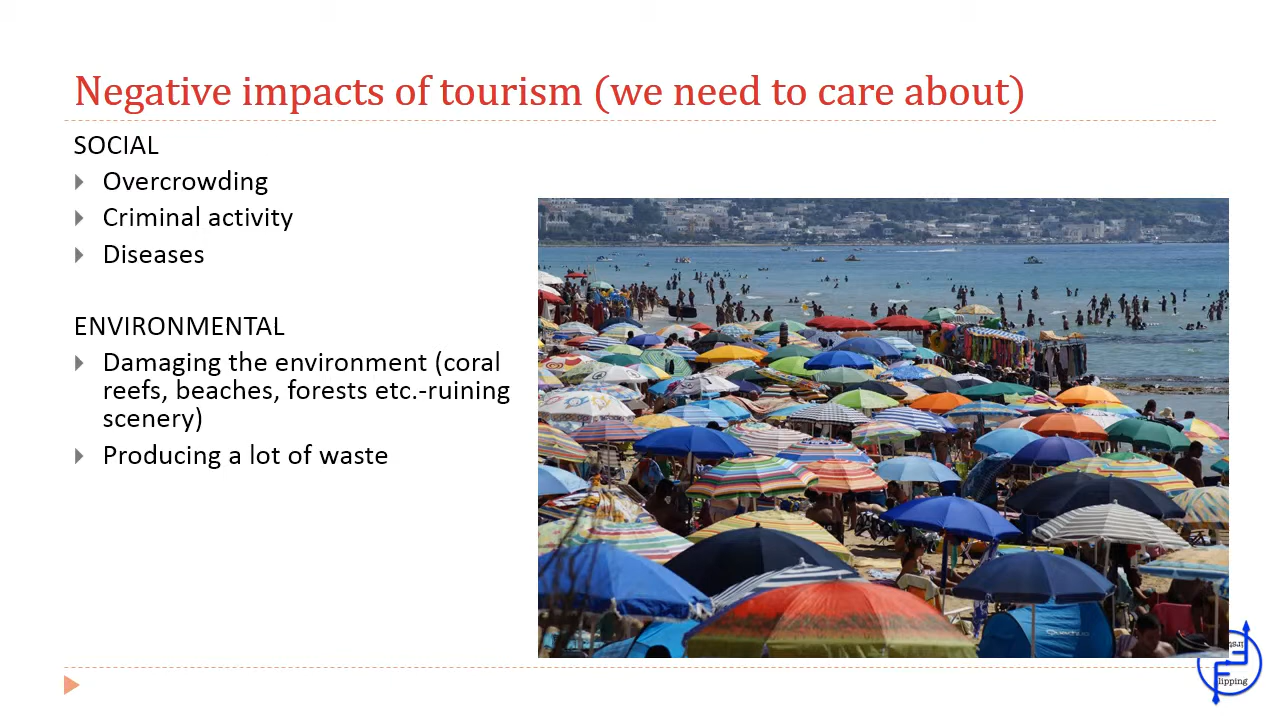 Negative impacts of tourism (we need to care about)
SOCIAL
Overcrowding
Criminal activity
Diseases
ENVIRONMENTAL
Damaging the environment (coral
reefs, beaches, forests etc.-ruining
scenery)
Producing a lot of waste
lipping